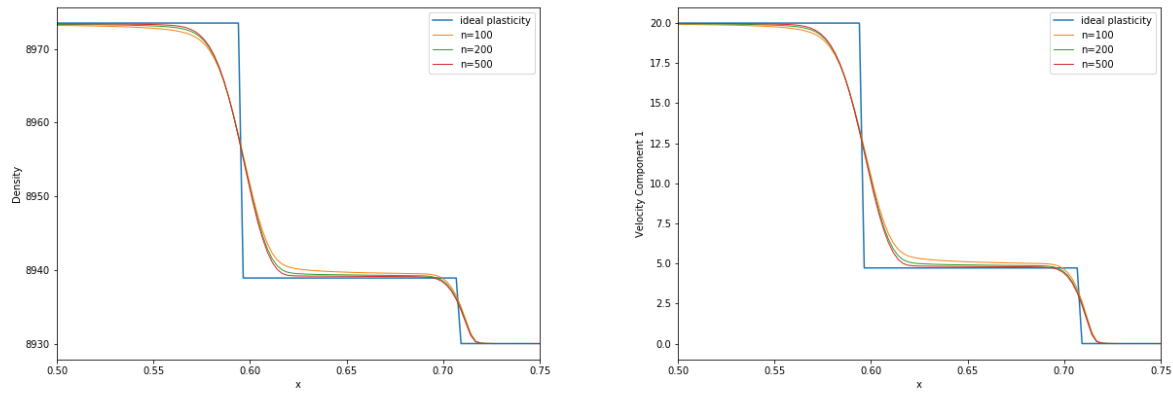 ideal plasticity
n=100
n=200
n=500
8970
8960
8950
8940
8930
Density
0.50
0.55
0.60
0.65
0.70
0.75
x
ideal plasticity
n=100
n=200
n=500
20.0
17.5
15.0
12.5
10.0
7.5
5.0
2.5
0.0
Velocity Component 1
0.50
0.55
0.60
0.65
0.70
0.75
x